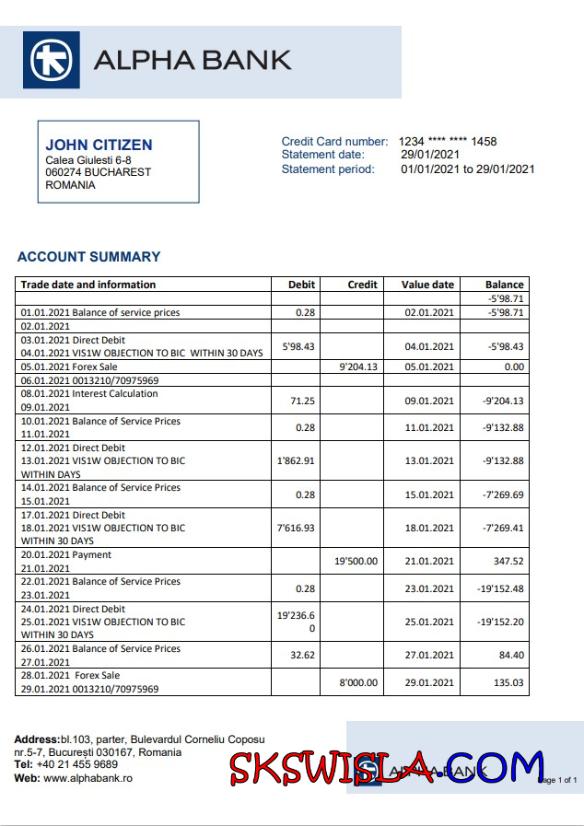 ALPHA BANK
JOHN CITIZEN
Calea Giulesti 6-8
060274 BUCHAREST
ROMANIA
Credit Card number: 1234 **** **** 1458
Statement date: 29/01/2021
Statement period: 01/01/2021 to 29/01/2021
ACCOUNT SUMMARY
Trade date and information Debit Credit Value date Balance
-5'98.71
01.01.2021 Balance of service prices 0.28 02.01.2021 -5'98.71
02.01.2021
03.01.2021 Direct Debit
04.01.2021 VIS1W OBJECTION TO BIC WITHIN 30 DAYS 5'98.43 04.01.2021 -5'98.43
05.01.2021 Forex Sale 9'204.13 05.01.2021 0.00
06.01.2021 0013210/70975969
08.01.2021 Interest Calculation
09.01.2021 71.25 09.01.2021 -9'204.13
10.01.2021 Balance of Service Prices
11.01.2021 0.28 11.01.2021 -9'132.88
12.01.2021 Direct Debit
13.01.2021 VIS1W OBJECTION TO BIC 1'862.91 13.01.2021 -9'132.88
WITHIN DAYS
14.01.2021 Balance of Service Prices
15.01.2021 0.28 15.01.2021 -7'269.69
17.01.2021 Direct Debit
18.01.2021 VIS1W OBJECTION TO BIC 7'616.93 18.01.2021 -7'269.41
WITHIN 30 DAYS
20.01.2021 Payment
21.01.2021 19'500.00 21.01.2021 347.52
22.01.2021 Balance of Service Prices
23.01.2021 0.28 23.01.2021 -19'152.48
24.01.2021 Direct Debit 19'236.6
25.01.2021 VIS1W OBJECTION TO BIC 0 25.01.2021 -19'152.20
WITHIN 30 DAYS
26.01.2021 Balance of Service Prices
27.01.2021 32.62 27.01.2021 84.40
28.01.2021 Forex Sale
29.01.2021 0013210/70975969 8'000.00 29.01.2021 135.03
Address:bl.103, parter, Bulevardul Corneliu Coposu
nr.5-7, București 030167, Romania
Tel: +40 21 455 9689
Web: www.alphabank.ro
ALPHA BANK
SKSWISLA.COM
Page 1 of 1